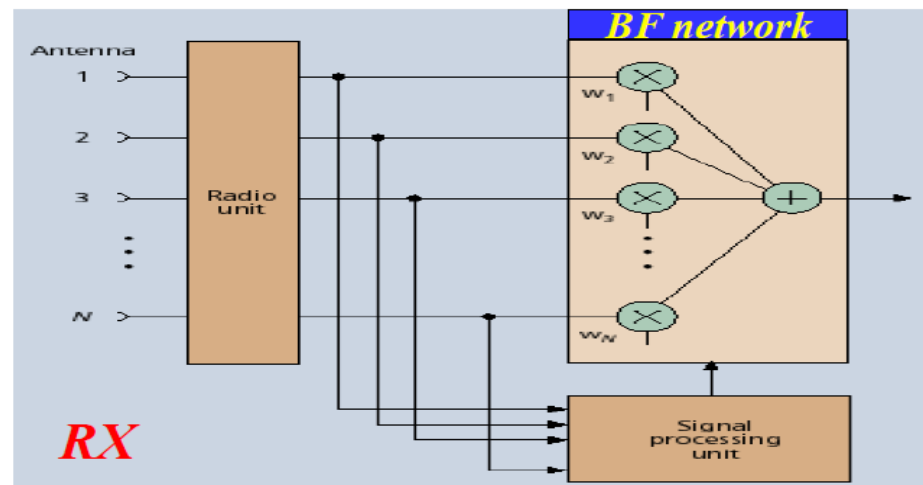 BF network
Antenna
1
w₁
2
w₂
3
w₃
Radio
unit
N
wN
RX
Signal
processing
unit